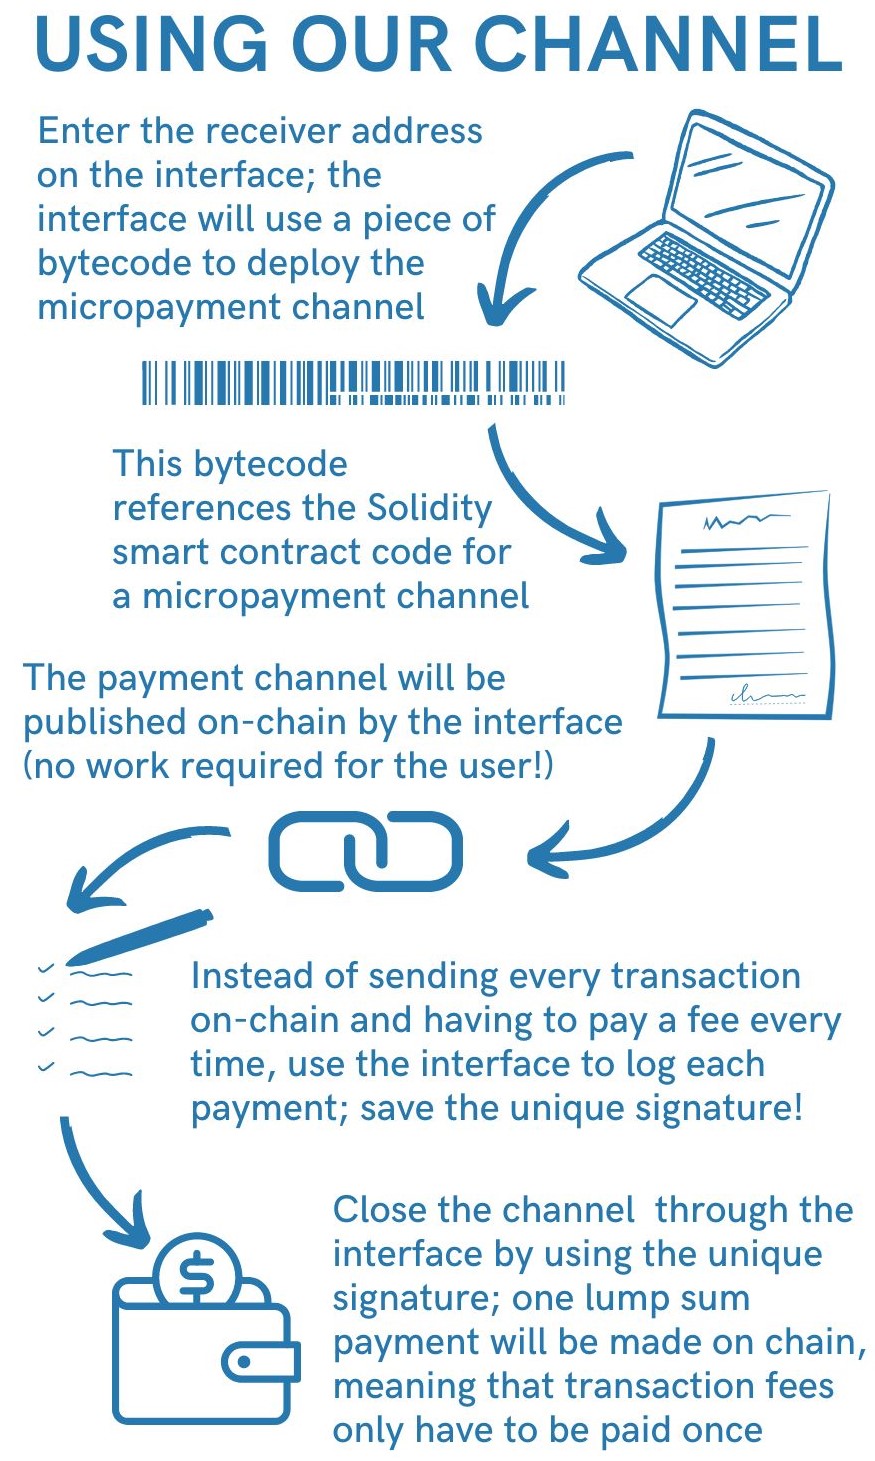 USING OUR CHANNEL
Enter the receiver address
on the interface; the
interface will use a piece of
bytecode to deploy the
micropayment channel
This bytecode
references the Solidity
smart contract code for
a micropayment channel
The payment channel will be
published on-chain by the interface
(no work required for the user!)
Instead of sending every transaction
on-chain and having to pay a fee every
time, use the interface to log each
payment; save the unique signature!
Close the channel  through the
interface by using the unique
signature; one lump sum
payment will be made on chain,
meaning that transaction fees
only have to be paid once
$